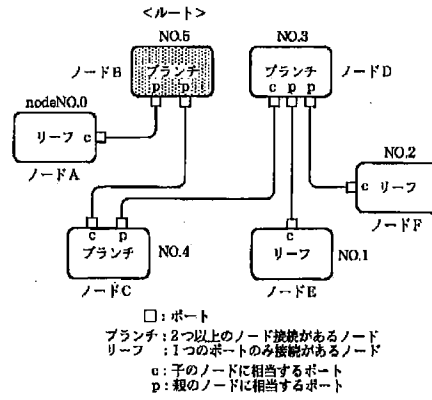 <ルート>
NO.5
NO.3
ノードB
ブランチ
p p
ブランチ
c p p
ノードD
nodeNO.0
リーフ c
ノードA
NO.2
c リーフ
ノードF
c p
ブランチ
NO.4
ノードC
c
リーフ
NO.1
ノードE
□:ポート
ブランチ:2つ以上のノード接続があるノード
リーフ:1つのポートのみ接続があるノード
c:子のノードに相当するポート
p:親のノードに相当するポート